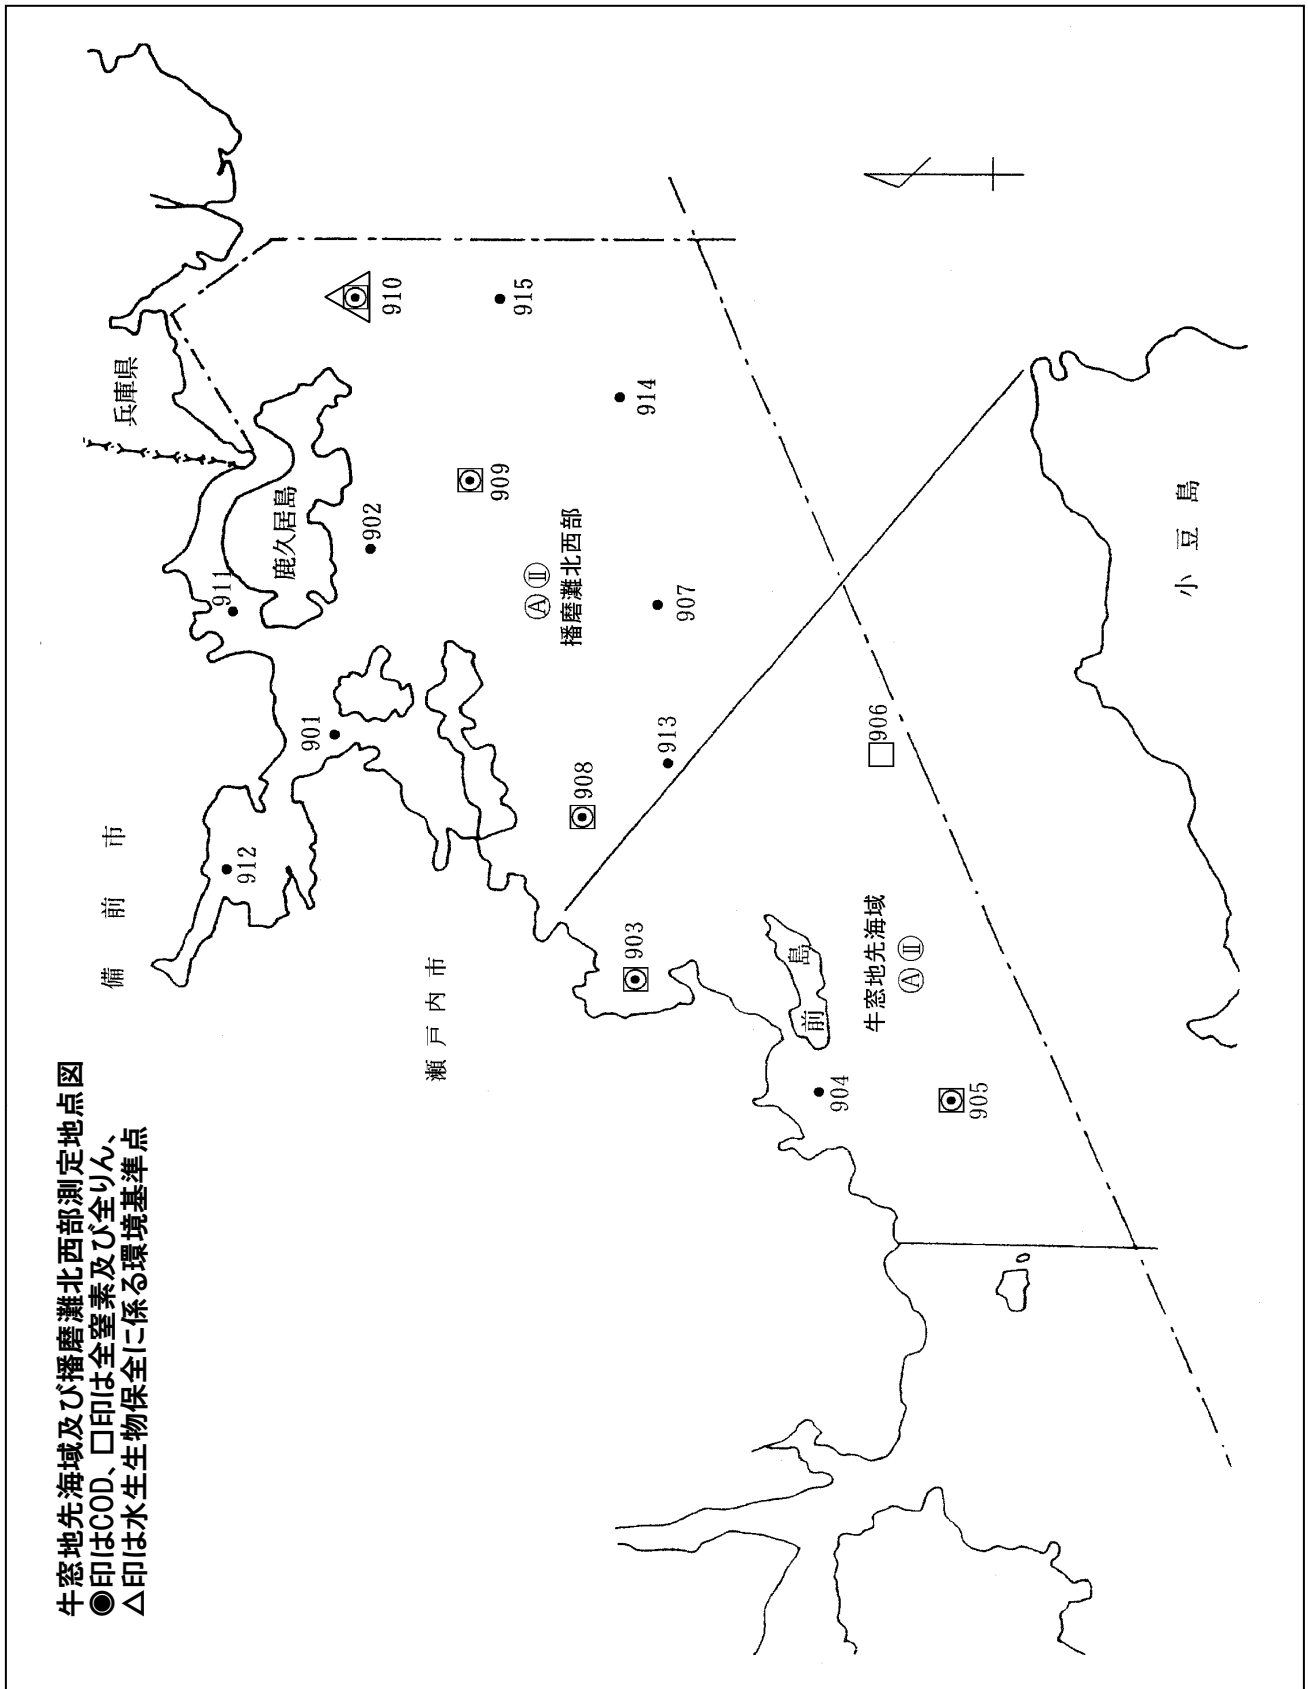 牛窓地先海域及び播磨灘北西部測定地点図
◉印はCOD、□印は全窒素及び全りん、
△印は水生生物保全に係る環境基準点
備前市
兵庫県
鹿久居島
911
912
901
902
910
915
914
909
Ⓐ Ⅱ
播磨灘北西部
907
913
908
瀬戸内市
903
906
前島
牛窓地先海域
Ⓐ Ⅱ
904
905
小豆島